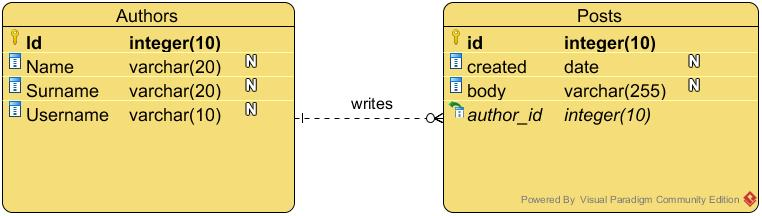 Authors
Id integer(10)
Name varchar(20) N
Surname varchar(20) N
Username varchar(10) N
writes
Posts
id integer(10)
created date N
body varchar(255) N
author_id integer(10)
Powered By Visual Paradigm Community Edition